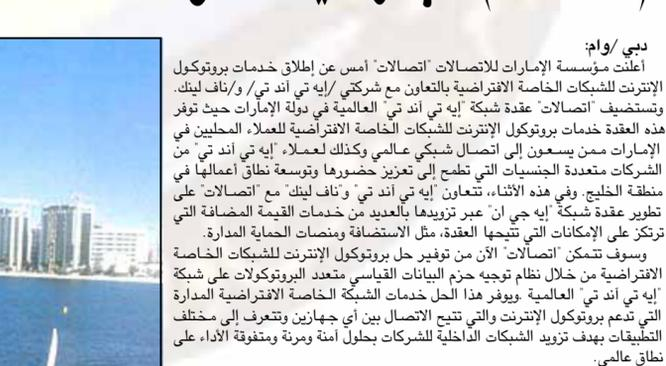 دبي /وام:
أعلنت مؤسسة الإمارات للاتصالات "اتصالات" أمس عن إطلاق خدمات بروتوكول
الإنترنت للشبكات الخاصة الافتراضية بالتعاون مع شركتي /إيه تي آند تي/ و/ناف لينك.
وتستضيف "اتصالات" عقدة شبكة "إيه تي آند تي" العالمية في دولة الإمارات حيث توفر
هذه العقدة خدمات بروتوكول الإنترنت للشبكات الخاصة الافتراضية للعملاء المحليين في
الإمارات ممن يسعون إلى اتصال شبكي عالمي وكذلك لعملاء "إيه تي آند تي" من
الشركات متعددة الجنسيات التي تطمح إلى تعزيز حضورها وتوسعة نطاق أعمالها في
منطقة الخليج. وفي هذه الأثناء، تتعاون "إيه تي آند تي" و"ناف لينك" مع "اتصالات" على
تطوير عقدة شبكة "إيه جي ان" عبر تزويدها بالعديد من خدمات القيمة المضافة التي
ترتكز على الإمكانات التي تتيحها العقدة، مثل الاستضافة ومنصات الحماية المدارة.
وسوف تتمكن "اتصالات" الآن من توفير حل بروتوكول الإنترنت للشبكات الخاصة
الافتراضية من خلال نظام توجيه حزم البيانات القياسي متعدد البروتوكولات على شبكة
"إيه تي آند تي" العالمية .ويوفر هذا الحل خدمات الشبكة الخاصة الافتراضية المدارة
التي تدعم بروتوكول الإنترنت والتي تتيح الاتصال بين أي جهازين وتتعرف إلى مختلف
التطبيقات بهدف تزويد الشبكات الداخلية للشركات بحلول آمنة ومرنة ومتفوقة الأداء على
نطاق عالمي.